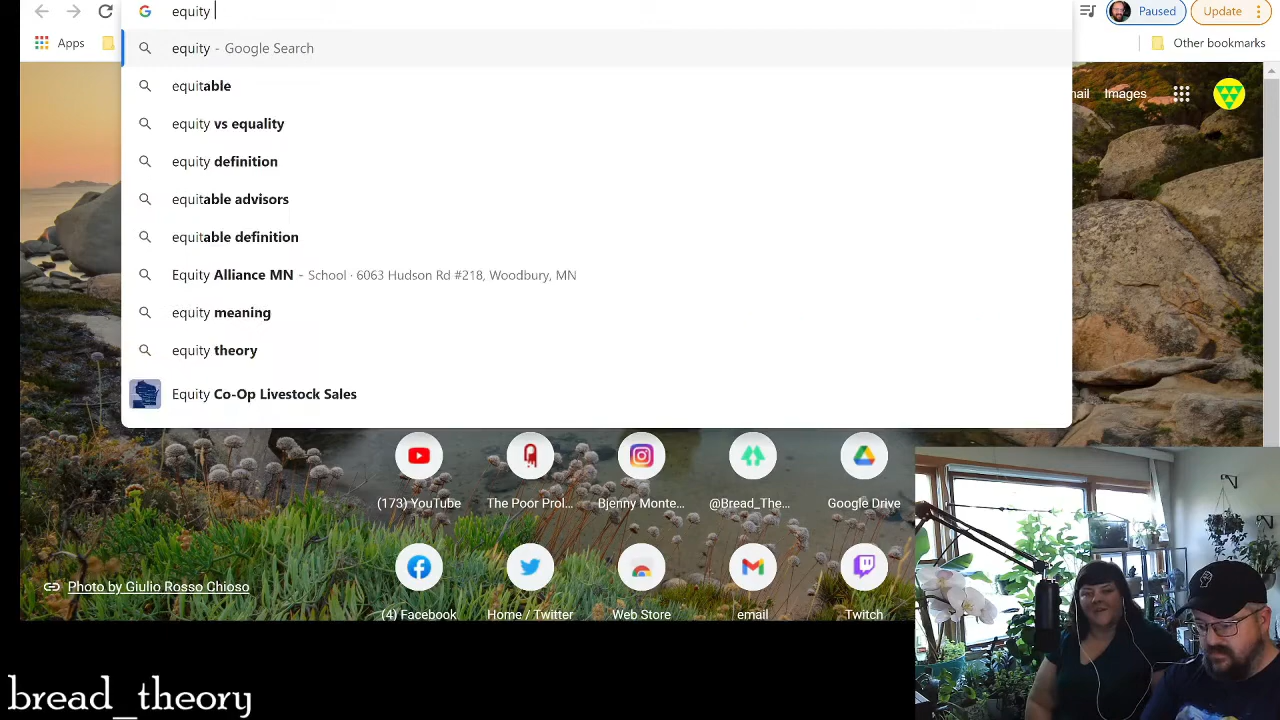 equity
Paused
Update
Apps
Other bookmarks
equity - Google Search
equitable
equity vs equality
equity definition
equitable advisors
equitable definition
Equity Alliance MN - School · 6063 Hudson Rd #218, Woodbury, MN
equity meaning
equity theory
Equity Co-Op Livestock Sales
Images
(173) YouTube
The Poor Prol...
Bjenny Monte...
@Bread_The...
Google Drive
(4) Facebook
Home / Twitter
Web Store
email
Twitch
Photo by Giulio Rosso Chioso
bread_theory